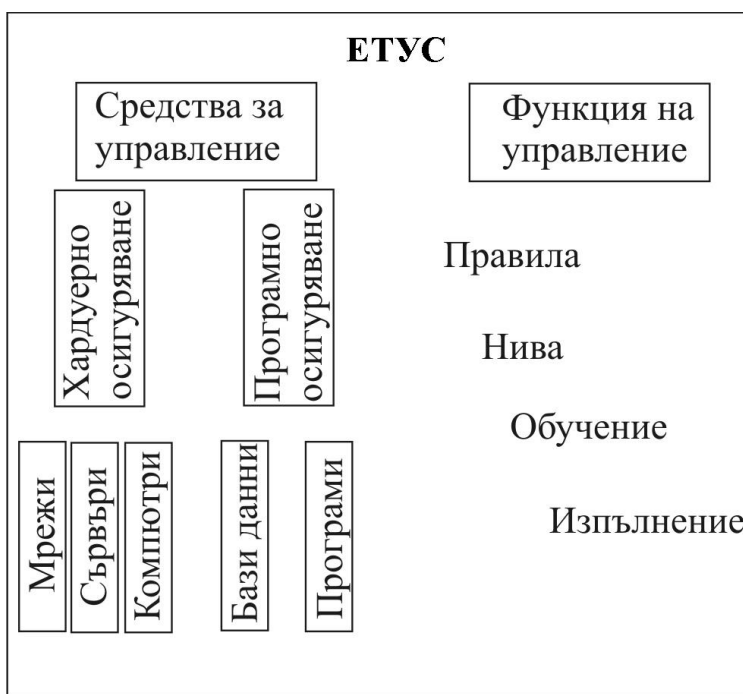 ЕТУС
Средства за
управление
Функция на
управление
Хардуерно
осигуряване
Програмно
осигуряване
Правила
Нива
Обучение
Изпълнение
Мрежи
Сървъри
Компютри
Бази данни
Програми